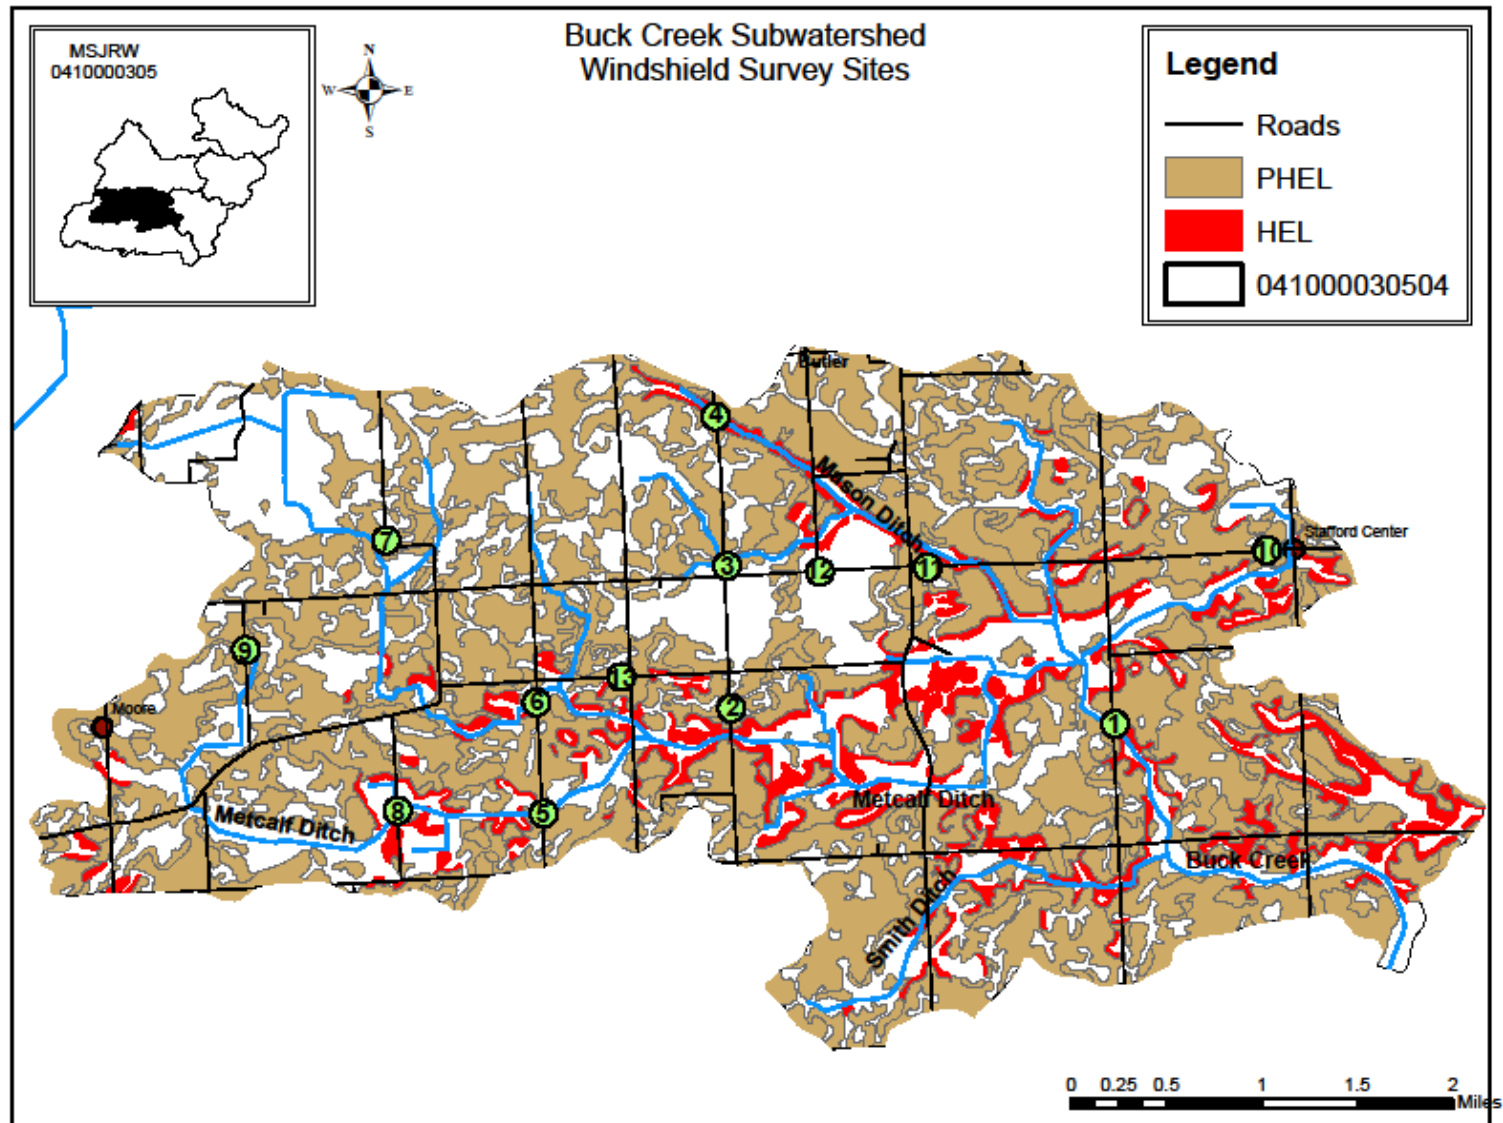 Buck Creek Subwatershed
Windshield Survey Sites
MSJRW
0410000305
N
W
E
S
Legend
Roads
PHEL
HEL
041000030504
Butler
4
Mason Ditch
7
3
12
11
10
Stafford Center
9
13
6
2
1
Moore
8
5
Metcalf Ditch
Metcalf Ditch
Buck Creek
Smith Ditch
0 0.25 0.5 1 1.5 2
Miles